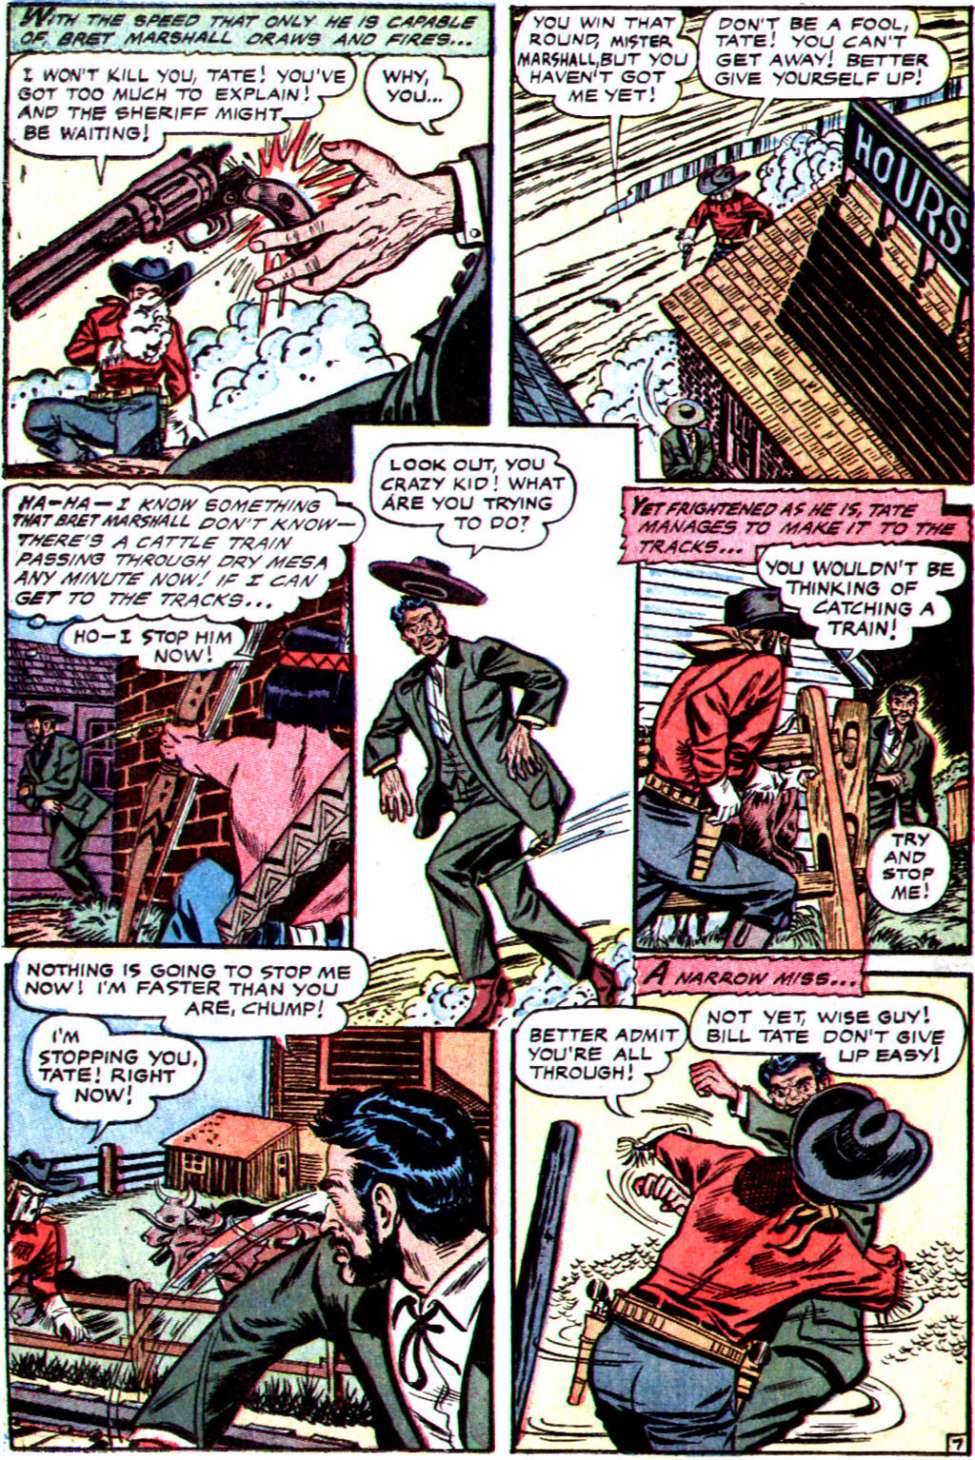 WITH THE SPEED THAT ONLY HE IS CAPABLE
OF, BRET MARSHALL DRAWS AND FIRES...
I WON'T KILL YOU, TATE! YOU'VE
GOT TOO MUCH TO EXPLAIN!
AND THE SHERIFF MIGHT
BE WAITING!
WHY,
YOU...
YOU WIN THAT
ROUND, MISTER
MARSHALL, BUT YOU
HAVEN'T GOT
ME YET!
DON'T BE A FOOL,
TATE! YOU CAN'T
GET AWAY! BETTER
GIVE YOURSELF UP!
HOURS
HA-HA-I KNOW SOMETHING
THAT BRET MARSHALL DON'T KNOW-
THERE'S A CATTLE TRAIN
PASSING THROUGH DRY MESA
ANY MINUTE NOW! IF I CAN
GET TO THE TRACKS...
HO-I STOP HIM
NOW!
LOOK OUT, YOU
CRAZY KID! WHAT
ARE YOU TRYING
TO DO?
YET FRIGHTENED AS HE IS, TATE
MANAGES TO MAKE IT TO THE
TRACKS...
YOU WOULDN'T BE
THINKING OF
CATCHING A
TRAIN!
TRY
AND
STOP
ME!
NOTHING IS GOING TO STOP ME
NOW! I'M FASTER THAN YOU
ARE, CHUMP!
I'M
STOPPING YOU,
TATE! RIGHT
NOW!
A NARROW MISS...
BETTER ADMIT
YOU'RE ALL
THROUGH!
NOT YET, WISE GUY!
BILL TATE DON'T GIVE
UP EASY!
7